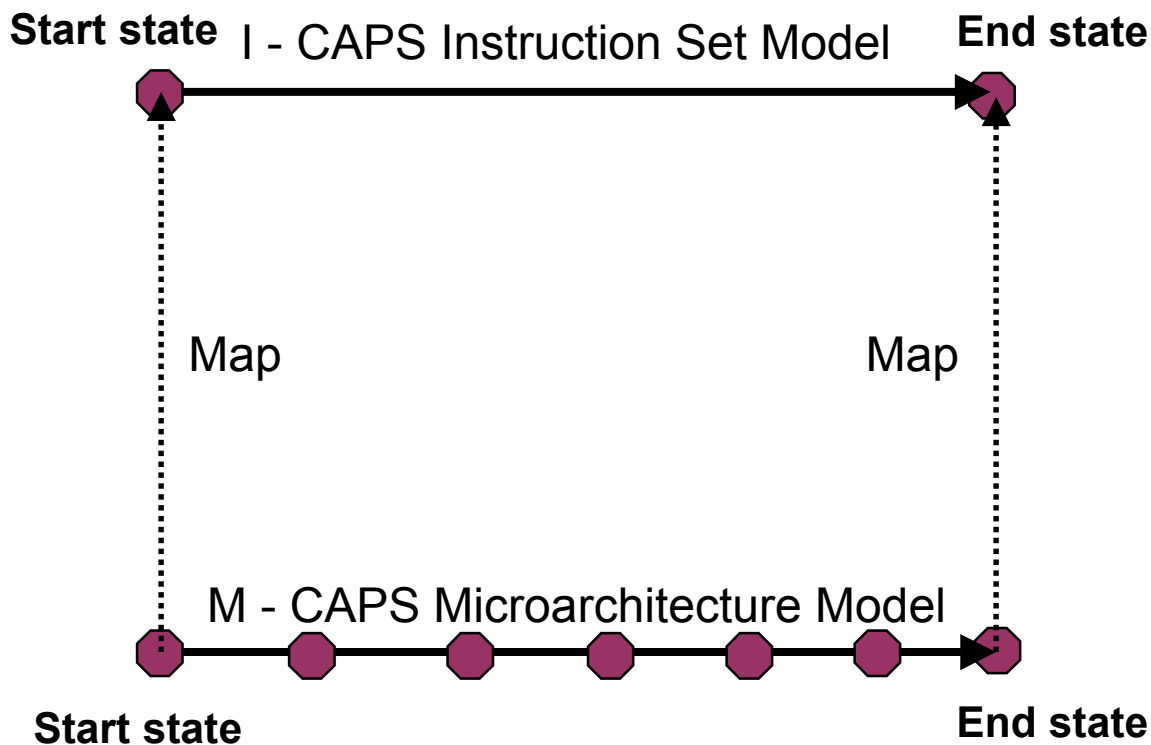 Start state
I - CAPS Instruction Set Model
End state
Map
Map
M - CAPS Microarchitecture Model
Start state
End state